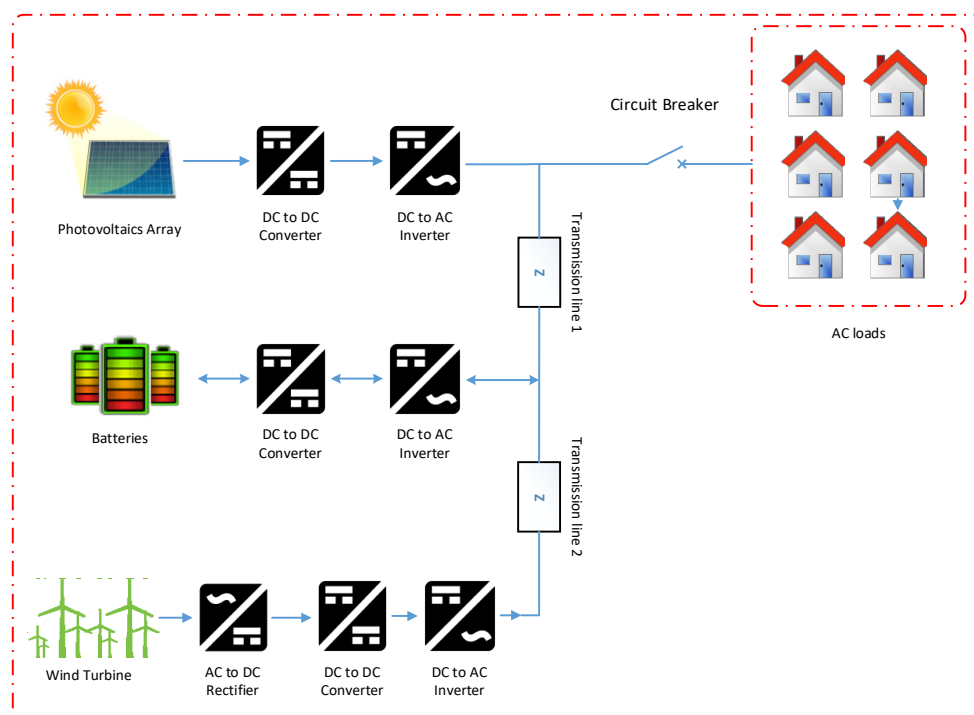 Circuit Breaker
Photovoltaics Array
DC to DC
Converter
DC to AC
Inverter
Transmission line 1
Z
AC loads
Batteries
DC to DC
Converter
DC to AC
Inverter
Transmission line 2
Z
Wind Turbine
AC to DC
Rectifier
DC to DC
Converter
DC to AC
Inverter